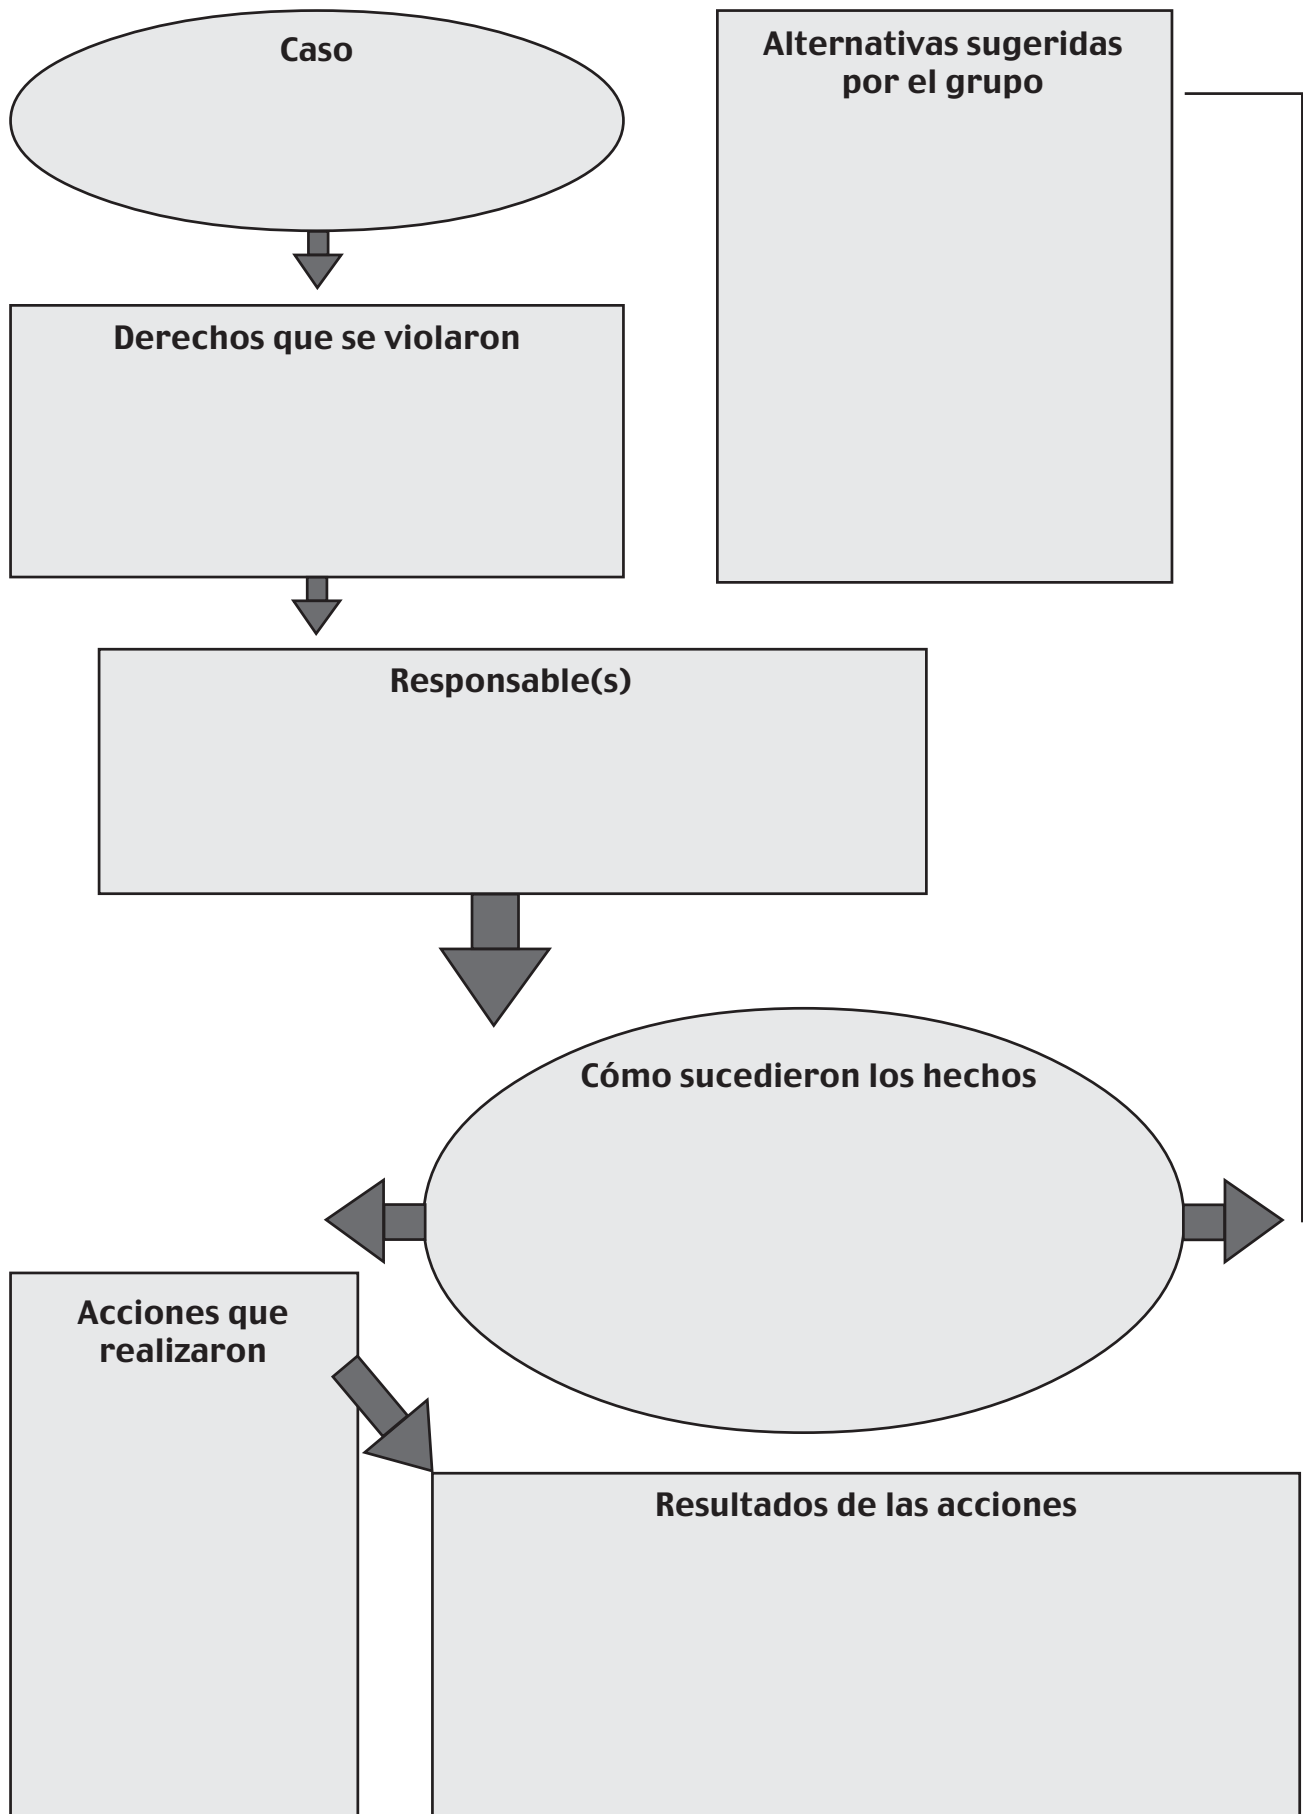 Caso
Alternativas sugeridas
por el grupo
Derechos que se violaron
Responsable(s)
Cómo sucedieron los hechos
Acciones que
realizaron
Resultados de las acciones